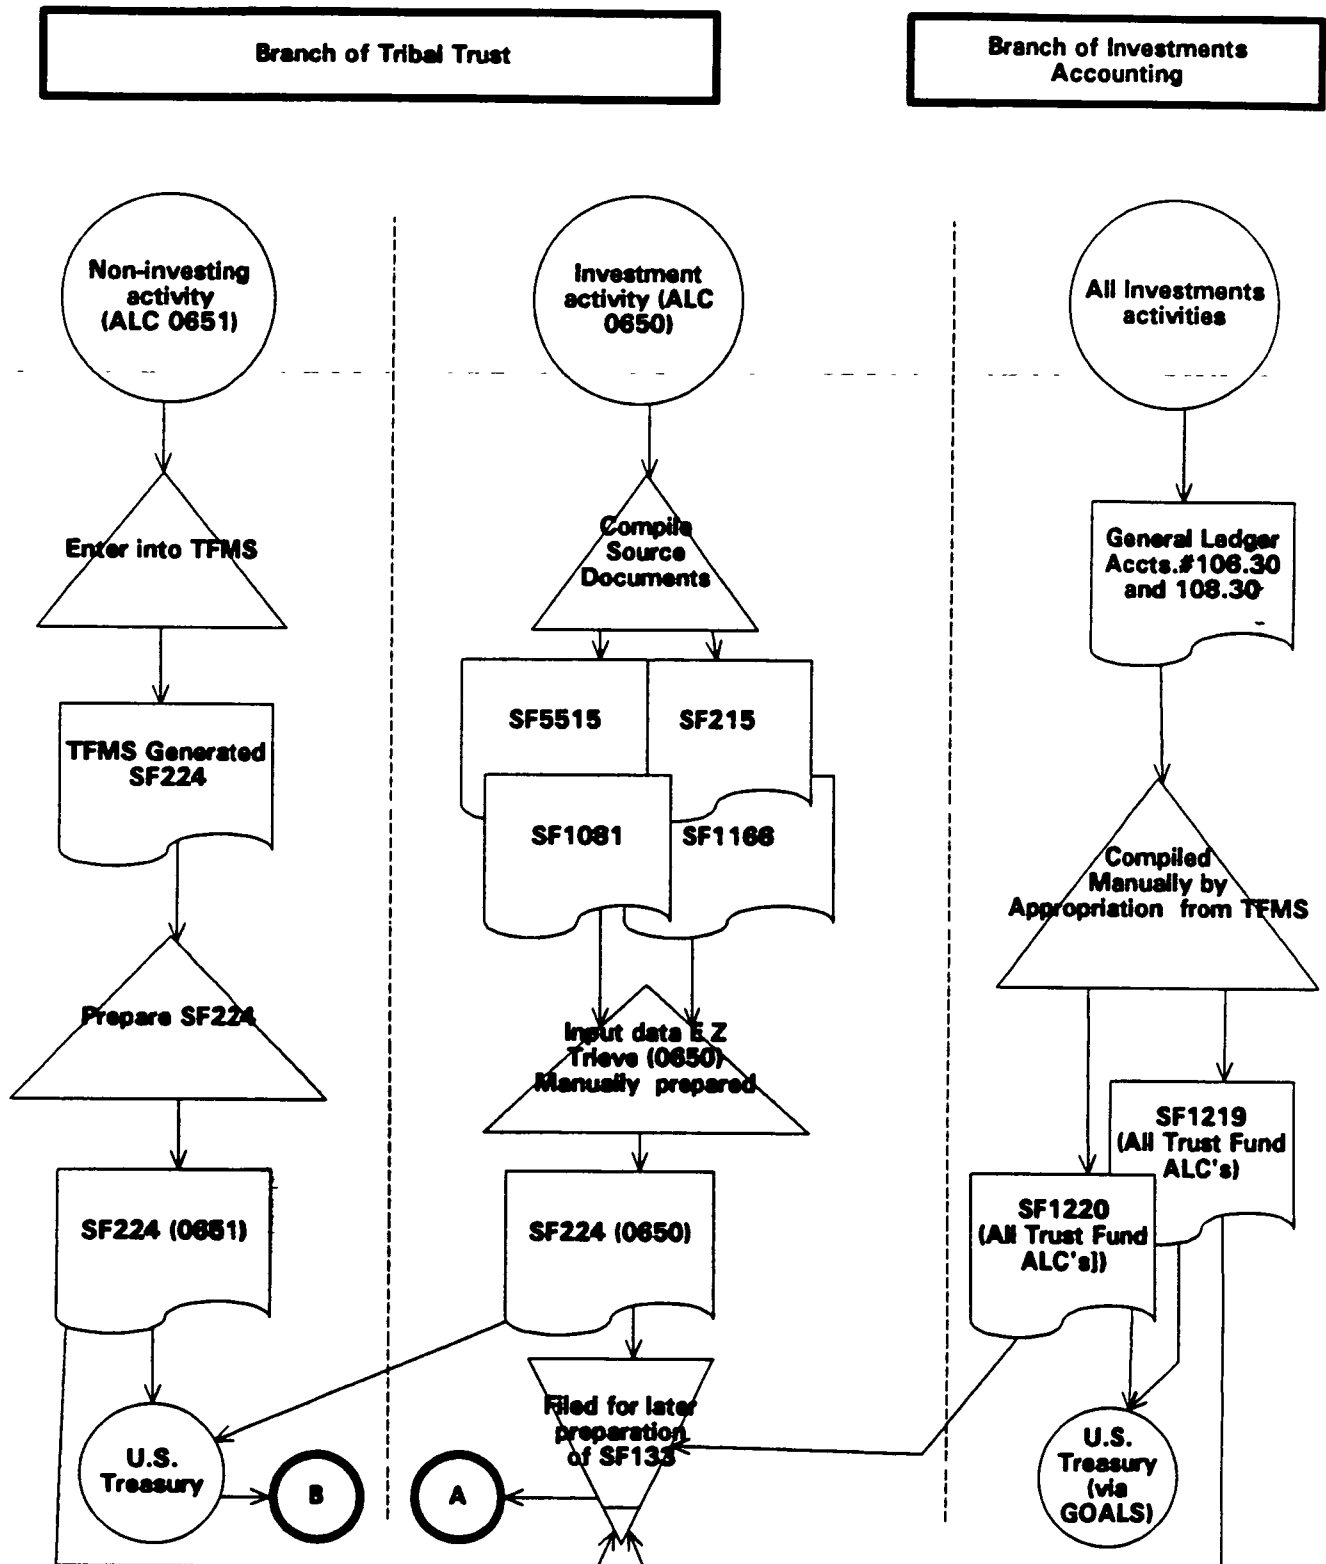 Branch of Tribal Trust
Branch of Investments
Accounting
Non-investing
activity
(ALC 0651)
Investment
activity (ALC
0650)
All Investments
activities
Enter into TFMS
Compile
Source
Documents
General Ledger
Accts.#106.30
and 108.30
TFMS Generated
SF224
SF5515
SF215
SF1081
SF1166
Compiled
Manually by
Appropriation from TFMS
Prepare SF224
Input data E Z
Trieve (0650)
Manually prepared
SF1219
(All Trust Fund
ALC's)
SF224 (0651)
SF224 (0650)
SF1220
(All Trust Fund
ALC's])
Filed for later
preparation
of SF133
U.S.
Treasury
B
A
U.S.
Treasury
(via
GOALS)